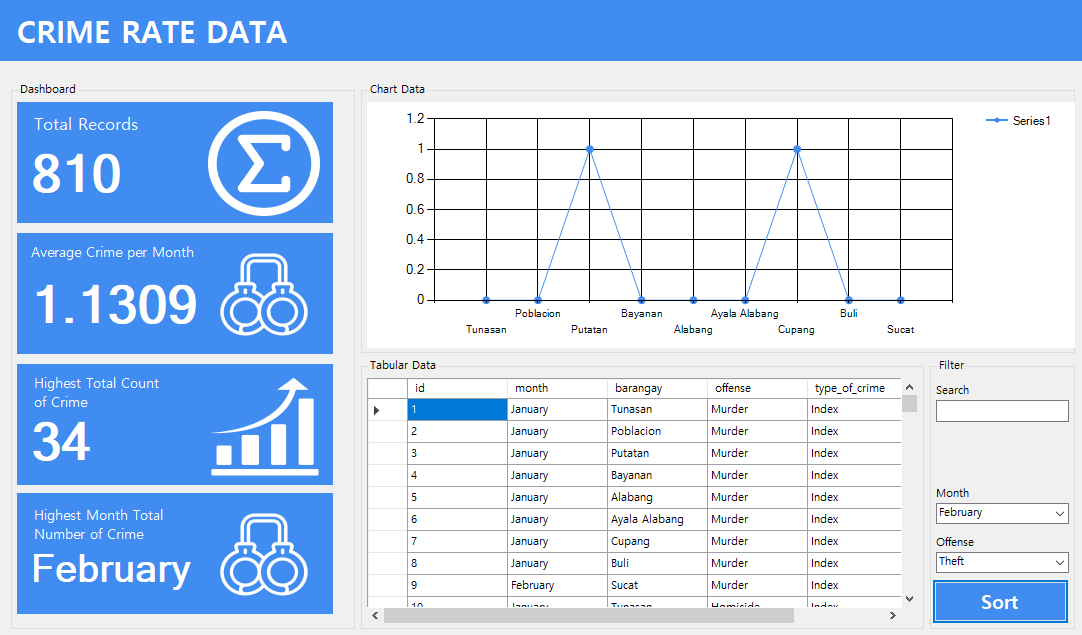 CRIME RATE DATA
Dashboard
Total Records
810
Average Crime per Month
1.1309
Highest Total Count
of Crime
34
Highest Month Total
Number of Crime
February
Chart Data
1.2
1
0.8
0.6
0.4
0.2
0
Series1
Poblacion Bayanan Ayala Alabang Buli
Tunasan Putatan Alabang Cupang Sucat
Tabular Data
id month barangay offense type_of_crime
1 January Tunasan Murder Index
2 January Poblacion Murder Index
3 January Putatan Murder Index
4 January Bayanan Murder Index
5 January Alabang Murder Index
6 January Ayala Alabang Murder Index
7 January Cupang Murder Index
8 January Buli Murder Index
9 February Sucat Murder Index
10 January Tunasan Homicide Index
Filter
Search
Month
February
Offense
Theft
Sort